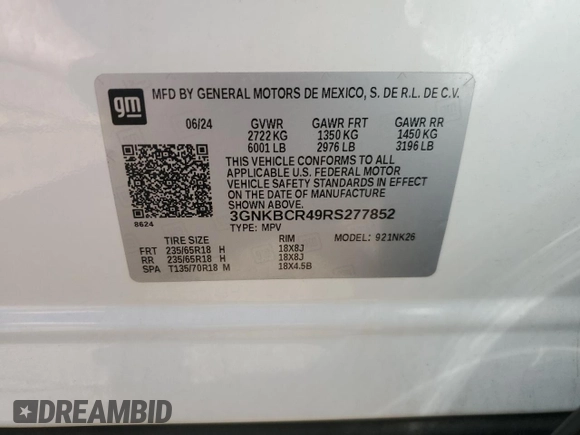 gm
MFD BY GENERAL MOTORS DE MEXICO, S. DE R.L. DE C.V.
06/24 GVWR GAWR FRT GAWR RR
2722 KG 1350 KG 1450 KG
6001 LB 2976 LB 3196 LB
THIS VEHICLE CONFORMS TO ALL
APPLICABLE U.S. FEDERAL MOTOR
VEHICLE SAFETY STANDARDS IN EFFECT
ON THE DATE OF MANUFACTURE SHOWN ABOVE.
3GNKBCR49RS277852
8624 TYPE: MPV
TIRE SIZE RIM MODEL: 921NK26
FRT 235/65R18 H 18X8J
RR 235/65R18 H 18X8J
SPA T135/70R18 M 18X4.5B
DREAMBID